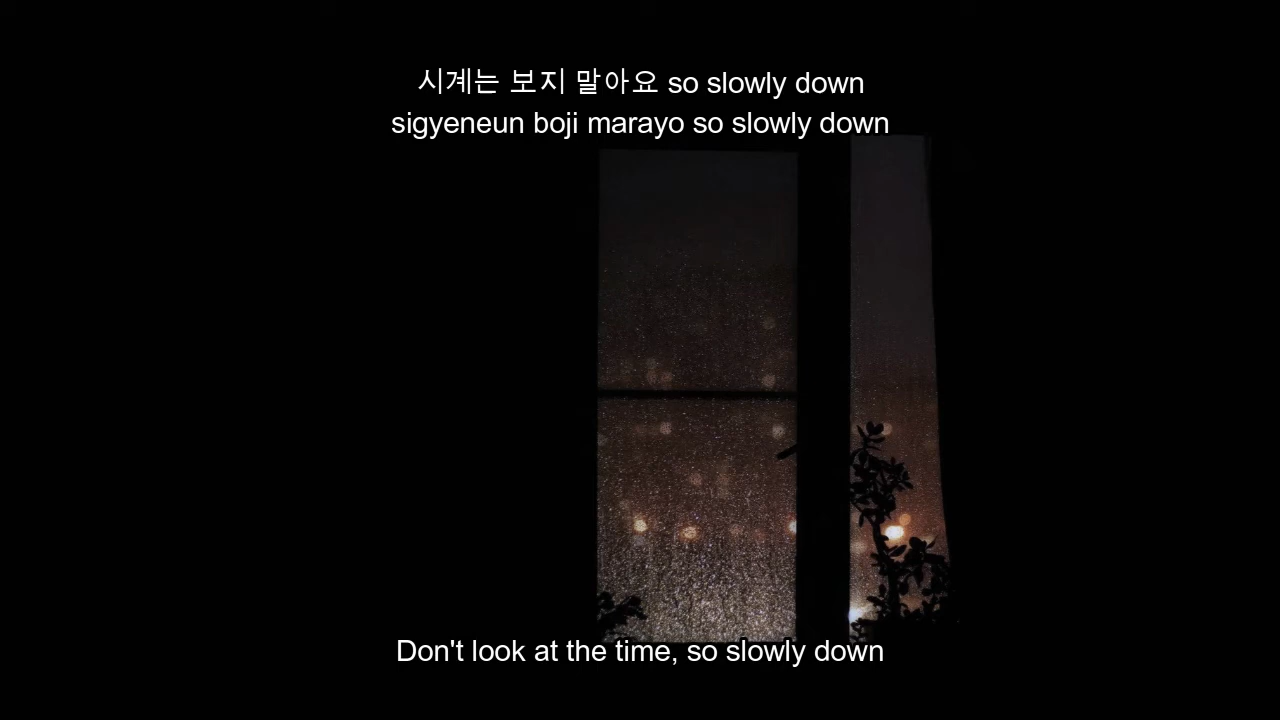 시계는 보지 말아요 so slowly down
sigyeneun boji marayo so slowly down
Don't look at the time, so slowly down